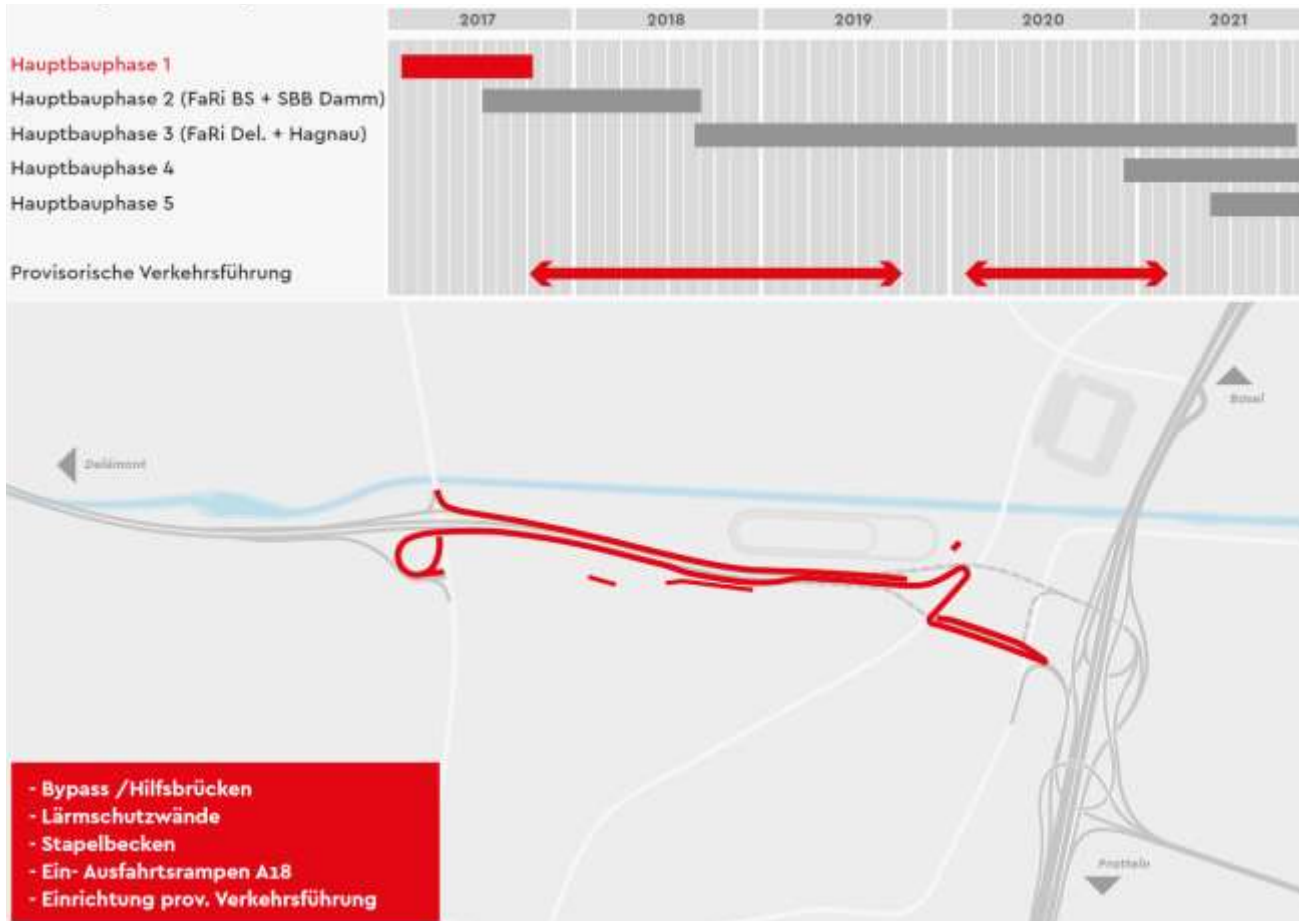 2017 2018 2019 2020 2021
Hauptbauphase 1
Hauptbauphase 2 (FaRi BS + SBB Damm)
Hauptbauphase 3 (FaRi Del. + Hagnau)
Hauptbauphase 4
Hauptbauphase 5
Provisorische Verkehrsführung
Basel
Delémont
- Bypass /Hilfsbrücken
- Lärmschutzwände
- Stapelbecken
- Ein- Ausfahrtsrampen A18
- Einrichtung prov. Verkehrsführung
Pratteln